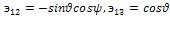 э₁₂ = −sinϑcosψ, э₁₃ = cosϑ